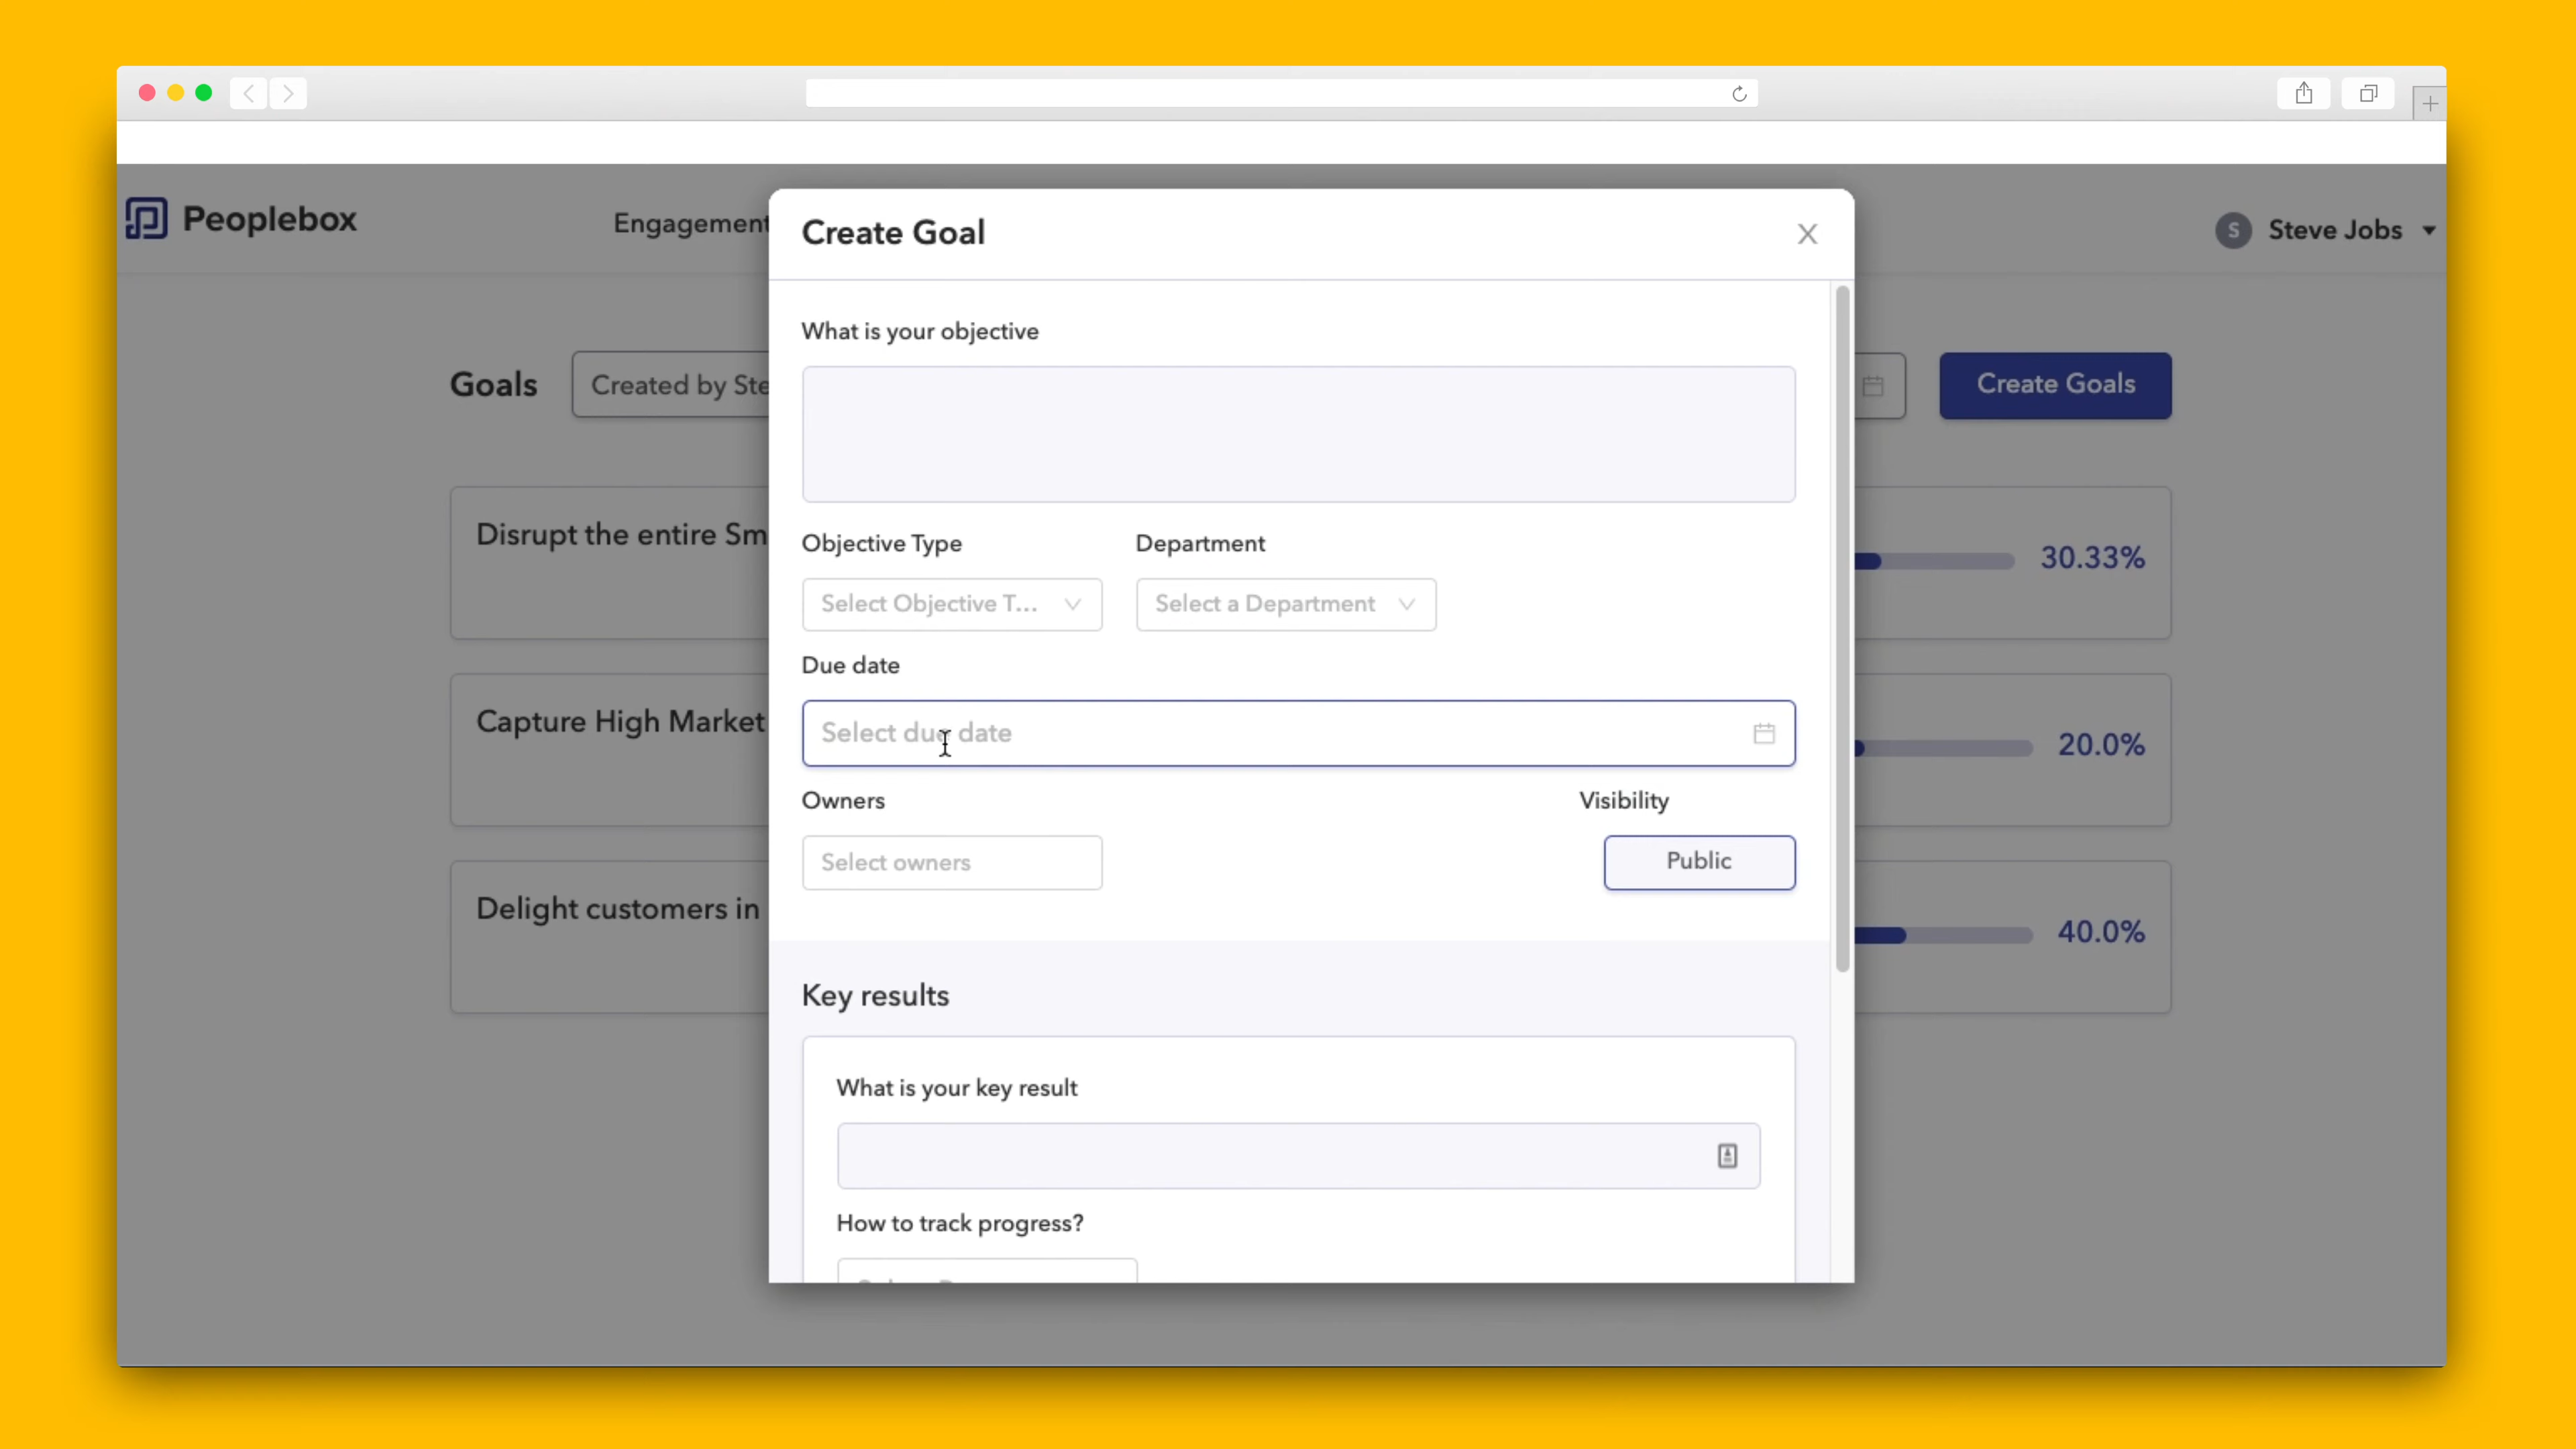 Peoplebox
Engagement
S Steve Jobs
Create Goal
X
What is your objective
Goals
Created by Ste
Create Goals
Disrupt the entire Sm
30.33%
Objective Type
Department
Select Objective T...
Select a Department
Due date
Select due date
Capture High Market
20.0%
Owners
Visibility
Select owners
Public
Delight customers in
40.0%
Key results
What is your key result
How to track progress?